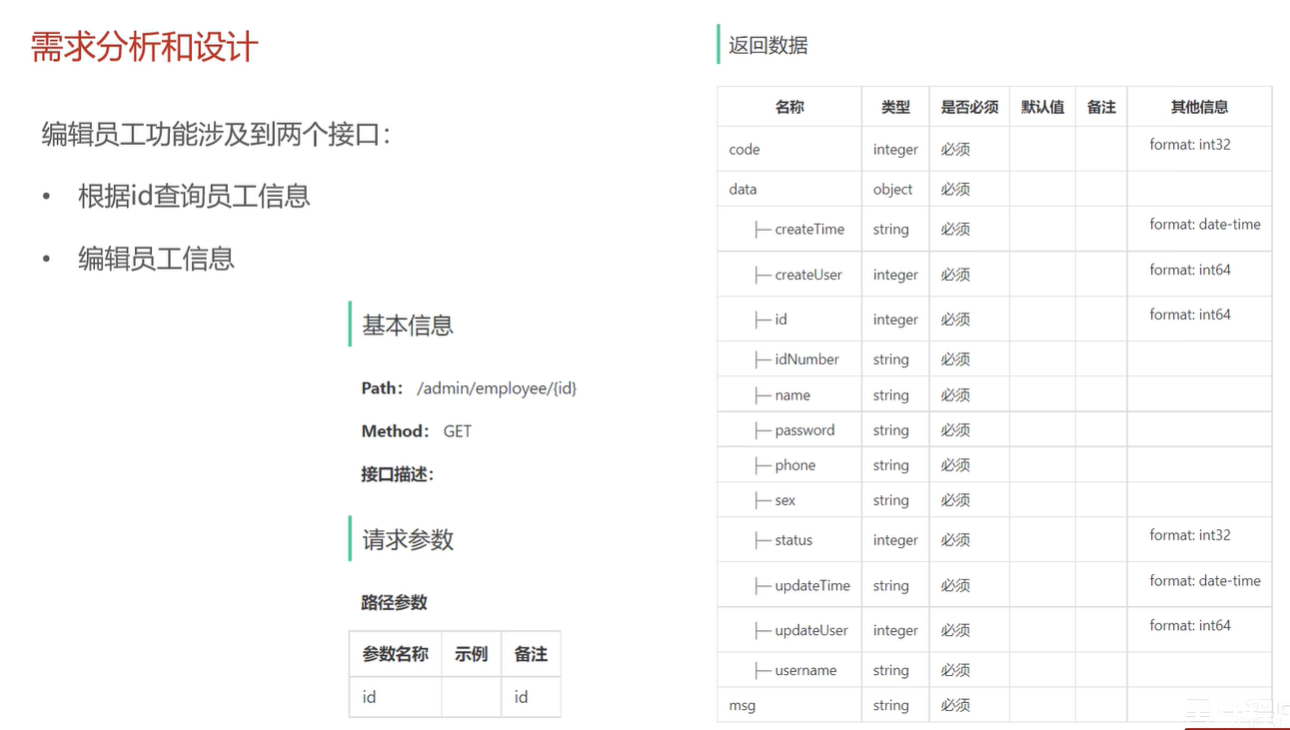 需求分析和设计
编辑员工功能涉及到两个接口：
• 根据id查询员工信息
• 编辑员工信息
基本信息
Path： /admin/employee/{id}
Method： GET
接口描述：
请求参数
路径参数
参数名称 示例 备注
id id
返回数据
名称 类型 是否必须 默认值 备注 其他信息
code integer 必须 format: int32
data object 必须
├─ createTime string 必须 format: date-time
├─ createUser integer 必须 format: int64
├─ id integer 必须 format: int64
├─ idNumber string 必须
├─ name string 必须
├─ password string 必须
├─ phone string 必须
├─ sex string 必须
├─ status integer 必须 format: int32
├─ updateTime string 必须 format: date-time
├─ updateUser integer 必须 format: int64
├─ username string 必须
msg string 必须